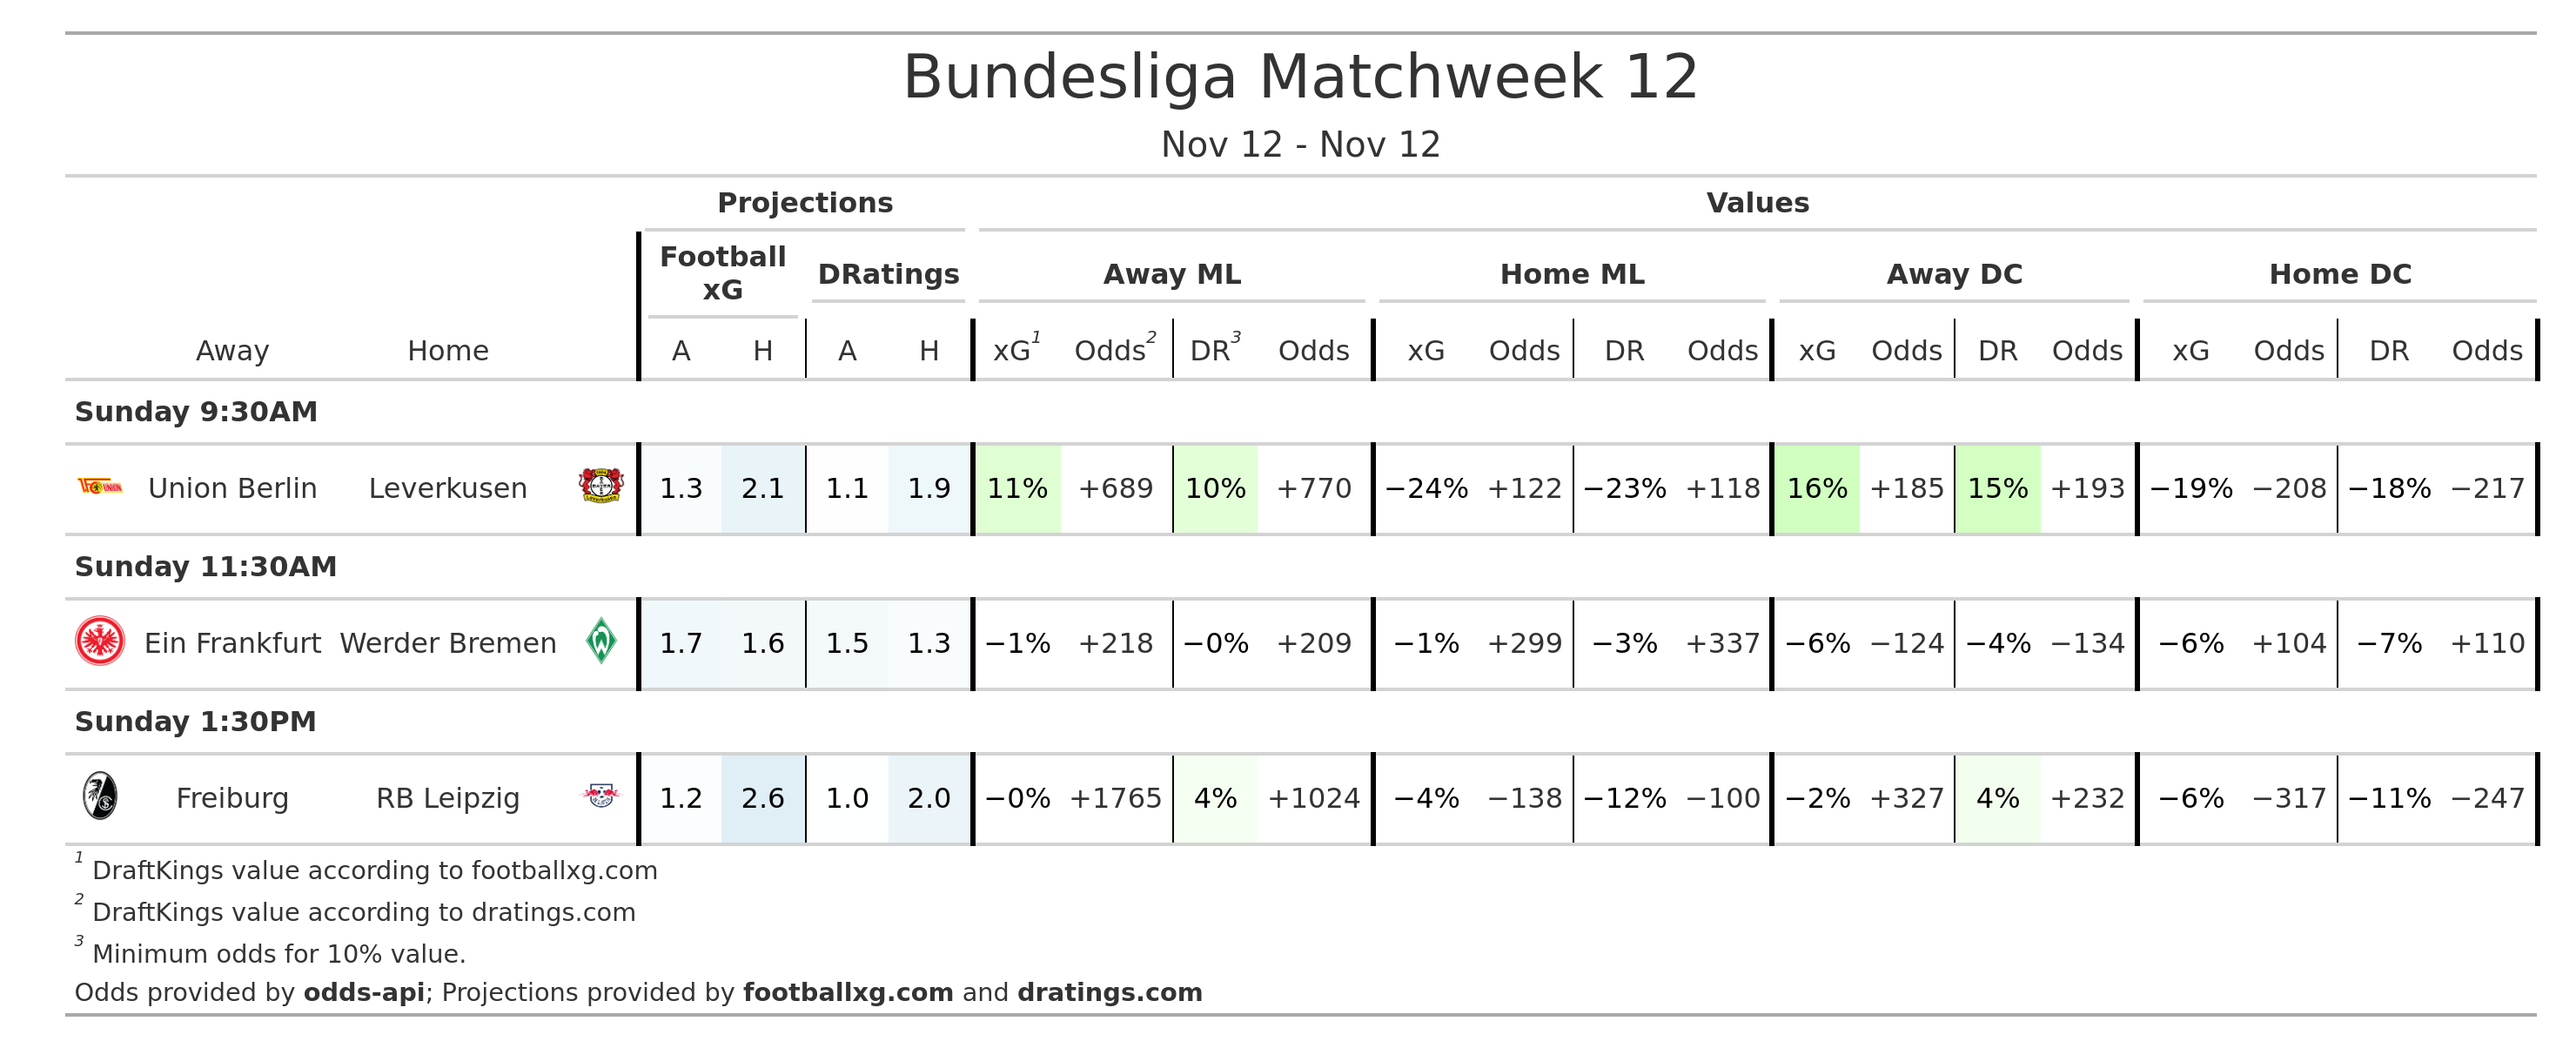 Bundesliga Matchweek 12
Nov 12 - Nov 12
Projections Values
Football xG DRatings Away ML Home ML Away DC Home DC
Away Home A H A H xG1 Odds2 DR3 Odds xG Odds DR Odds xG Odds DR Odds xG Odds DR Odds
Sunday 9:30AM
Union Berlin Leverkusen 1.3 2.1 1.1 1.9 11% +689 10% +770 −24% +122 −23% +118 16% +185 15% +193 −19% −208 −18% −217
Sunday 11:30AM
Ein Frankfurt Werder Bremen 1.7 1.6 1.5 1.3 −1% +218 −0% +209 −1% +299 −3% +337 −6% −124 −4% −134 −6% +104 −7% +110
Sunday 1:30PM
Freiburg RB Leipzig 1.2 2.6 1.0 2.0 −0% +1765 4% +1024 −4% −138 −12% −100 −2% +327 4% +232 −6% −317 −11% −247
1 DraftKings value according to footballxg.com
2 DraftKings value according to dratings.com
3 Minimum odds for 10% value.
Odds provided by odds-api; Projections provided by footballxg.com and dratings.com